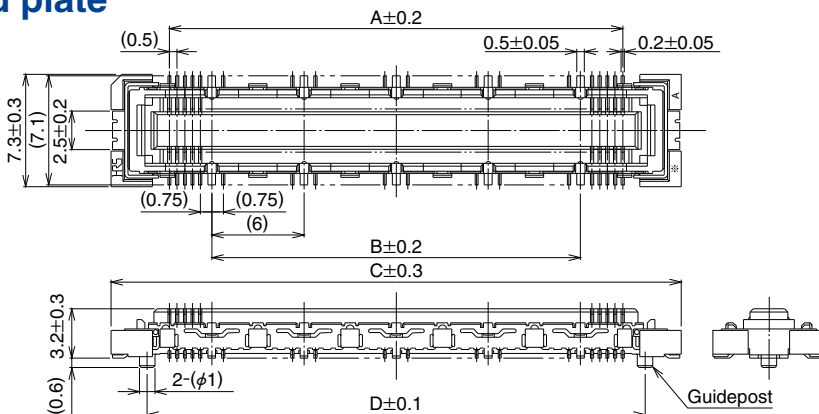 d plate
A±0.2
(0.5)
0.5±0.05
0.2±0.05
7.3±0.3
(7.1)
2.5±0.2
A
※
(0.75)
(0.75)
(6)
B±0.2
C±0.3
3.2±0.3
(0.6)
2-(φ1)
D±0.1
Guidepost